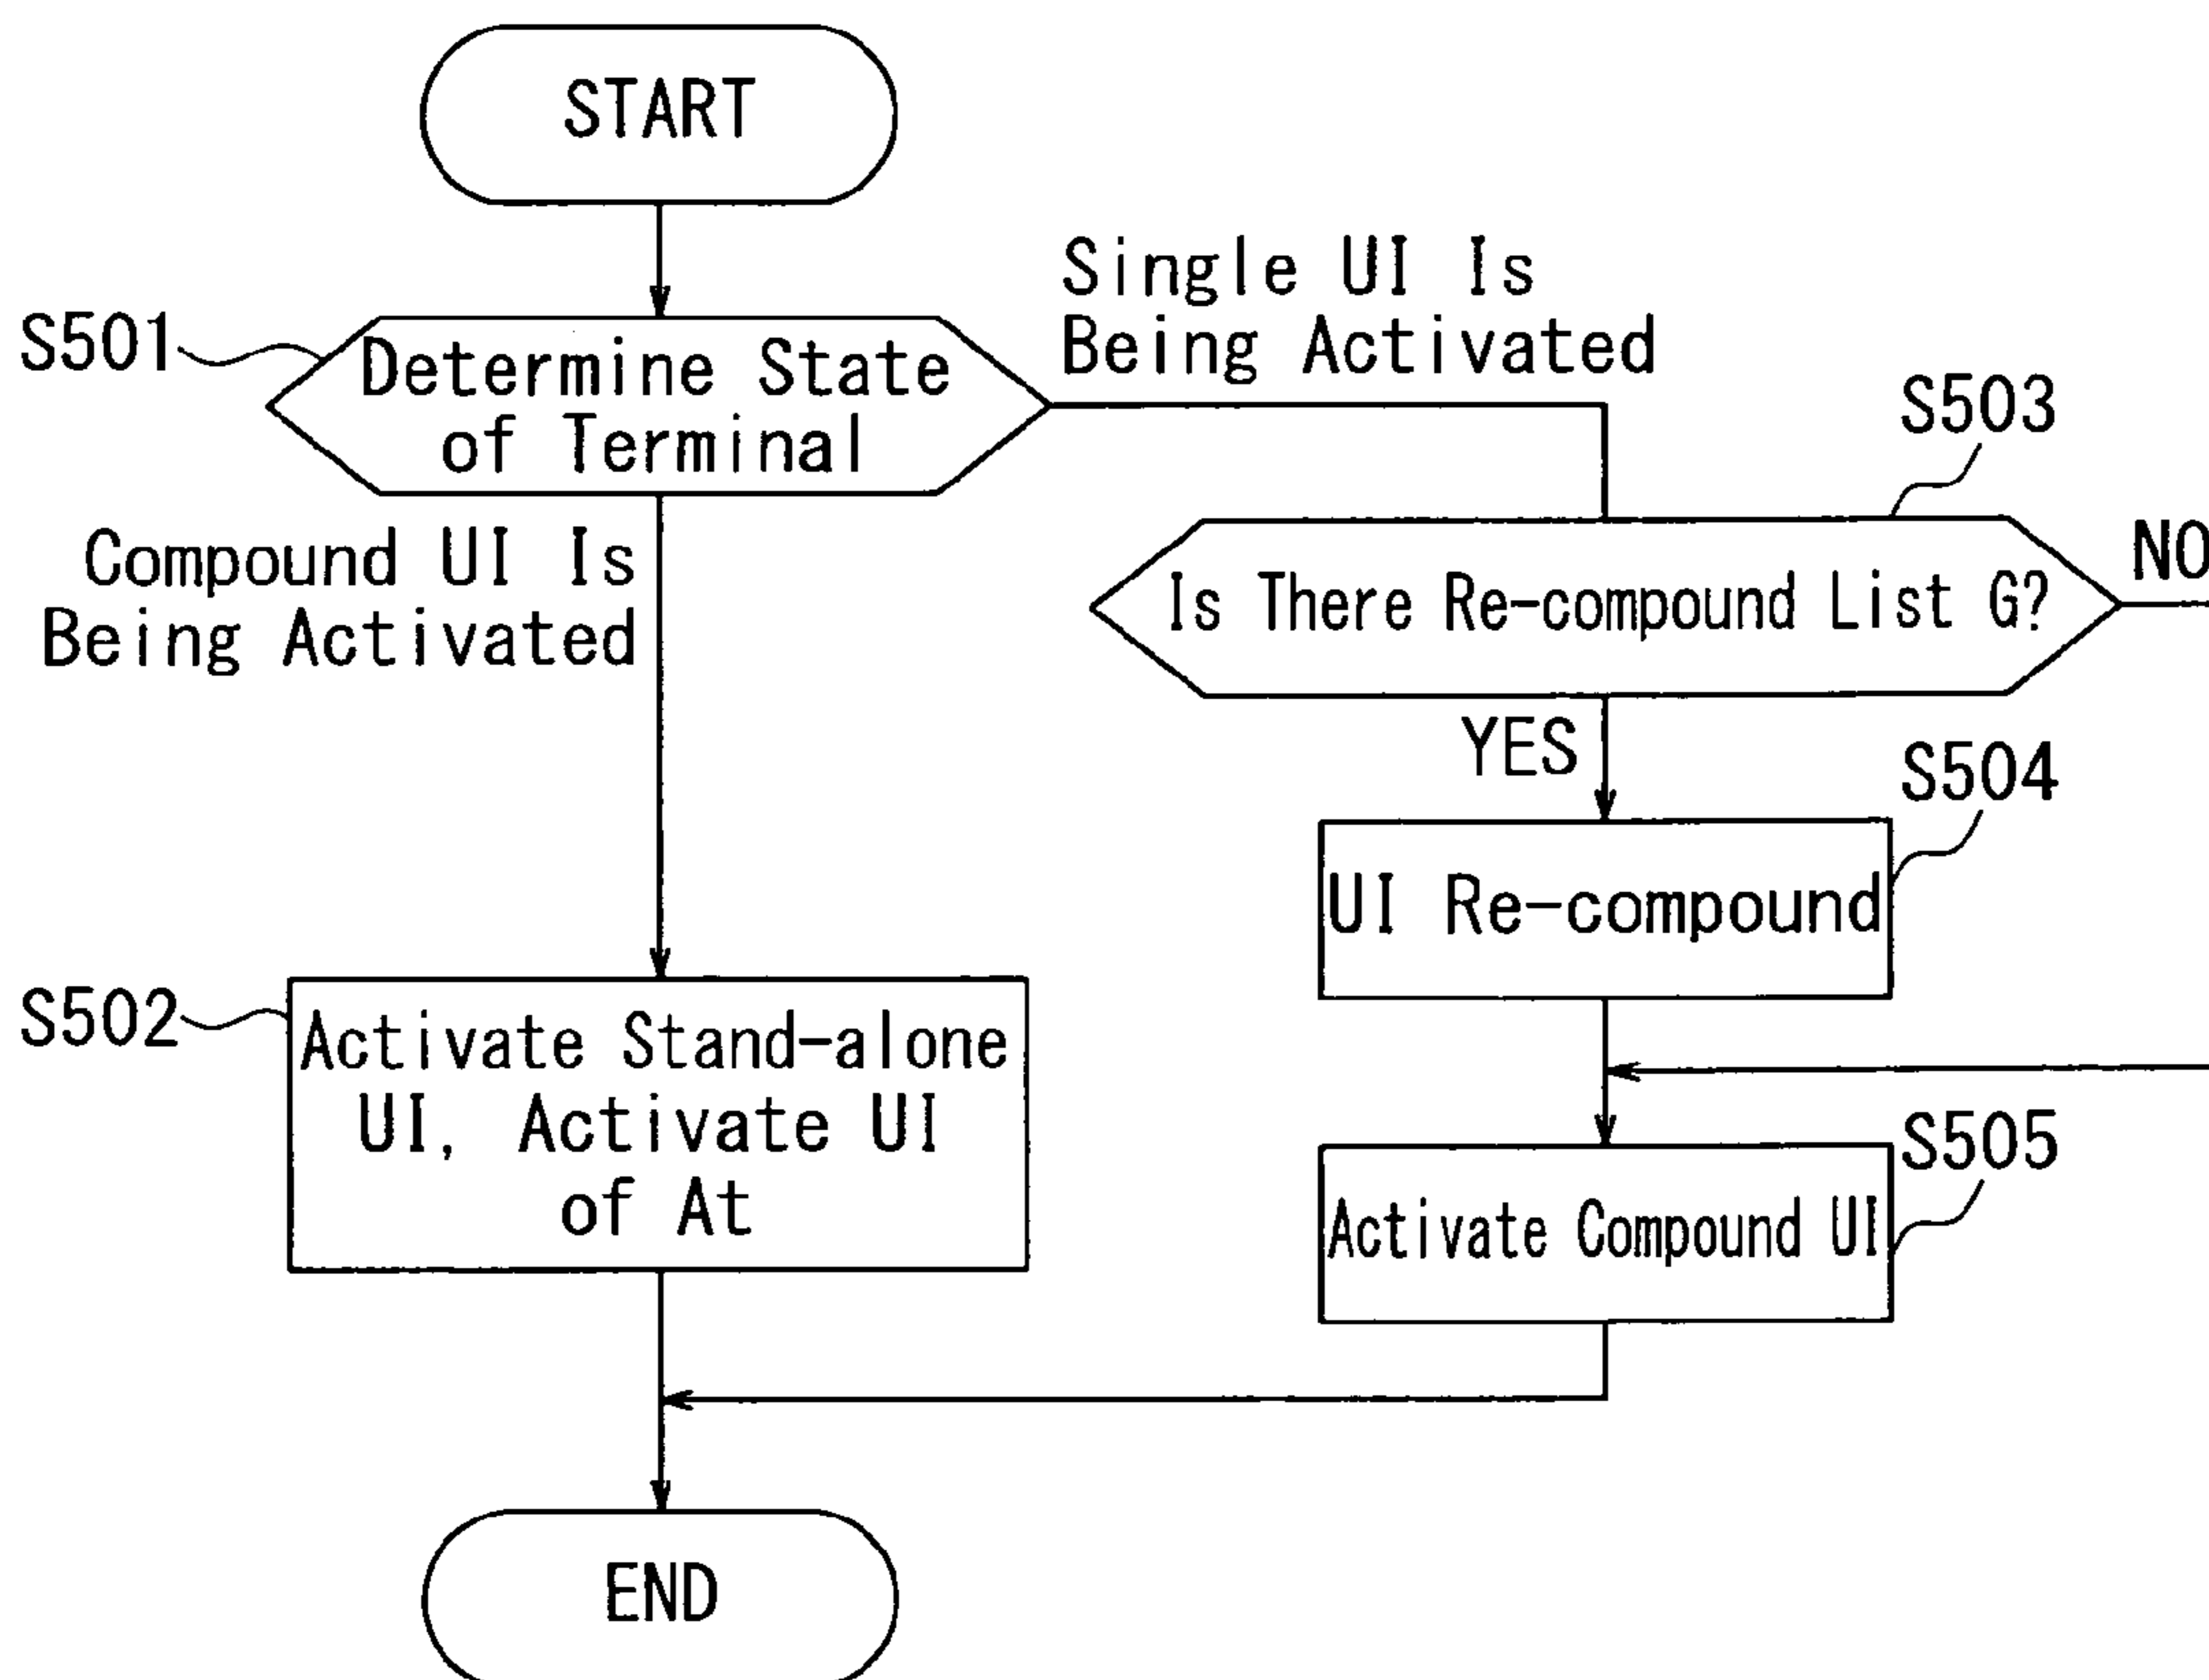 START
S501
Determine State
of Terminal
Single UI Is
Being Activated
Compound UI Is
Being Activated
S503
Is There Re-compound List G?
NO
YES
S504
UI Re-compound
S502
Activate Stand-alone
UI, Activate UI
of At
S505
Activate Compound UI
END